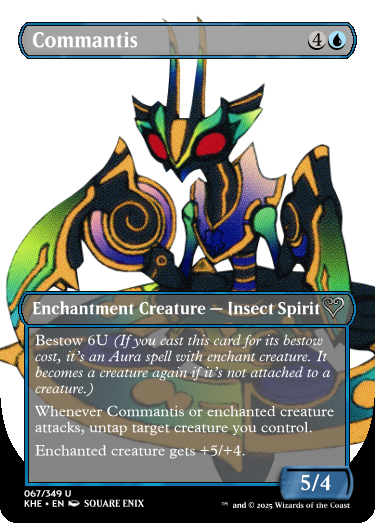 Commantis 4
Enchantment Creature — Insect Spirit
Bestow 6U (If you cast this card for its bestow
cost, it's an Aura spell with enchant creature. It
becomes a creature again if it's not attached to a
creature.)
Whenever Commantis or enchanted creature
attacks, untap target creature you control.
Enchanted creature gets +5/+4.
5/4
067/349 U
KHE • EN SQUARE ENIX
™ and © 2025 Wizards of the Coast